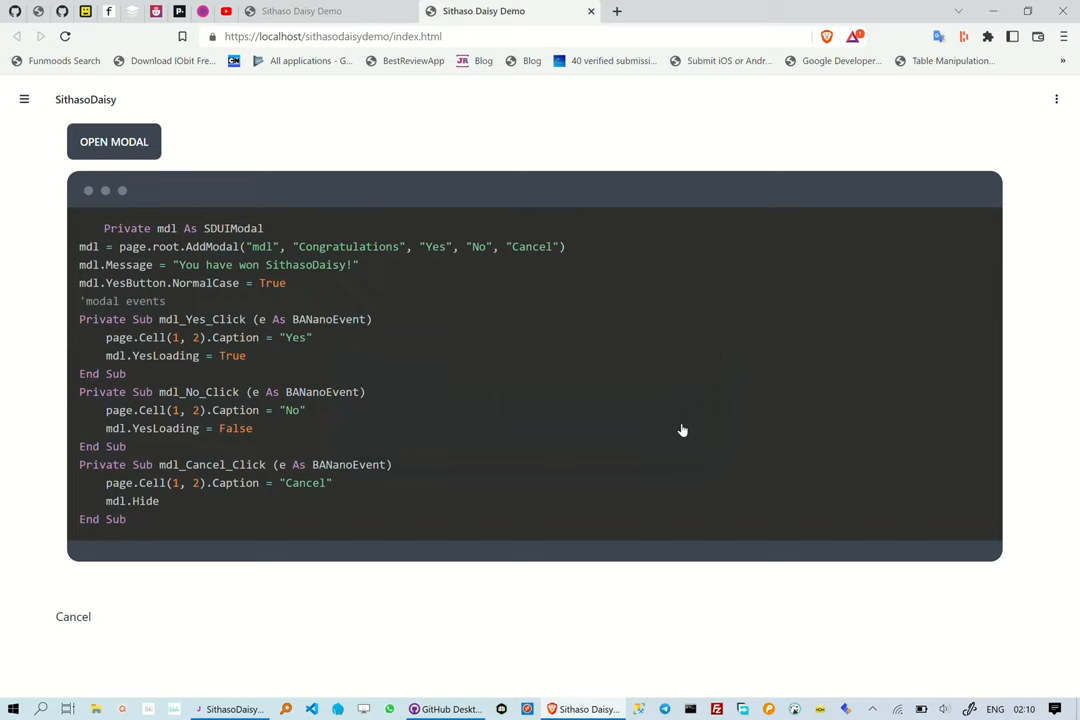 Sithaso Daisy Demo
Sithaso Daisy Demo
https://localhost/sithasodaisydemo/index.html
Funmoods Search
Download IObit Fre...
All applications - G...
BestReviewApp
JR Blog
Blog
40 verified submissi...
Submit iOS or Andr...
Google Developer...
Table Manipulation...
»
SithasoDaisy
OPEN MODAL
Private mdl As SDUIModal
mdl = page.root.AddModal("mdl", "Congratulations", "Yes", "No", "Cancel")
mdl.Message = "You have won SithasoDaisy!"
mdl.YesButton.NormalCase = True
'modal events
Private Sub mdl_Yes_Click (e As BANanoEvent)
page.Cell(1, 2).Caption = "Yes"
mdl.YesLoading = True
End Sub
Private Sub mdl_No_Click (e As BANanoEvent)
page.Cell(1, 2).Caption = "No"
mdl.YesLoading = False
End Sub
Private Sub mdl_Cancel_Click (e As BANanoEvent)
page.Cell(1, 2).Caption = "Cancel"
mdl.Hide
End Sub
Cancel
SithasoDaisy...
GitHub Deskt...
Sithaso Daisy...
ENG
02:10